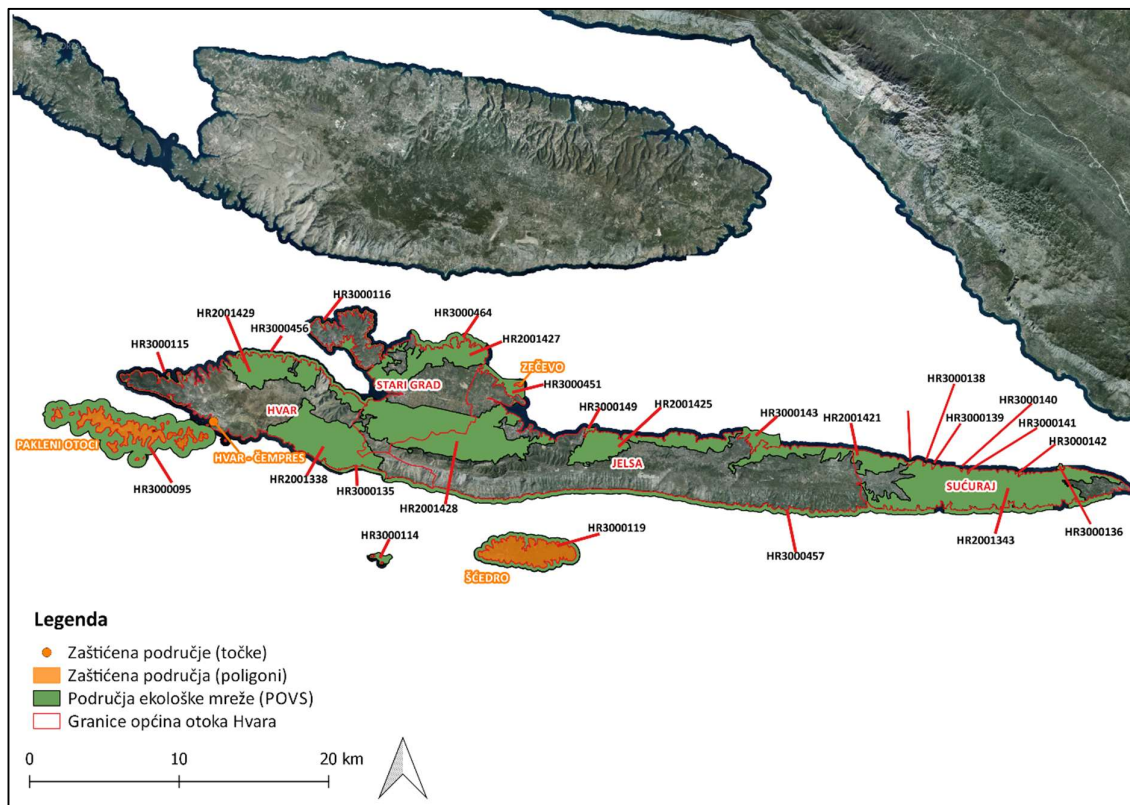 HR3000116
HR3000464
HR2001429
HR3000456
HR2001427
HR3000115
ZEČEVO
STARI GRAD
HR3000451
HR3000138
HR3000140
HR3000149
HR2001425
HR3000143
HR2001421
HR3000139
HR3000141
HR3000142
HVAR
PAKLENI OTOCI
HVAR - ČEMPRES
JELSA
SUĆURAJ
HR3000095
HR2001338
HR3000135
HR2001428
HR3000114
HR3000119
HR3000457
HR2001343
HR3000136
ŠĆEDRO
Legenda
Zaštićena područje (točke)
Zaštićena područja (poligoni)
Područja ekološke mreže (POVS)
Granice općina otoka Hvara
0 10 20 km